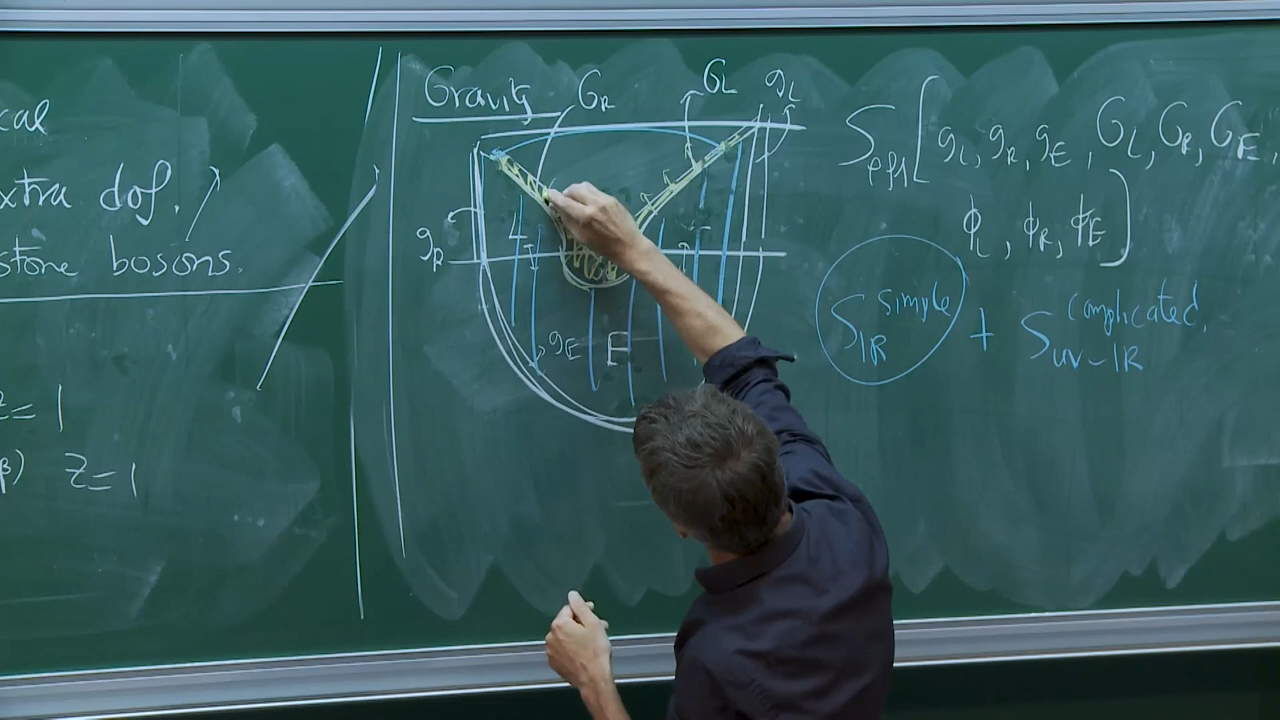 cal
xtra dof.
stone bosons.
z = 1
β) z = 1
Gravity
G_R
G_L
g_L
g_R
g_E
E
S_eff [ g_L, g_R, g_E, G_L, G_R, G_E,
ϕ_L, ϕ_R, ϕ_E ]
S_IR^simple + S_UV-IR^complicated.